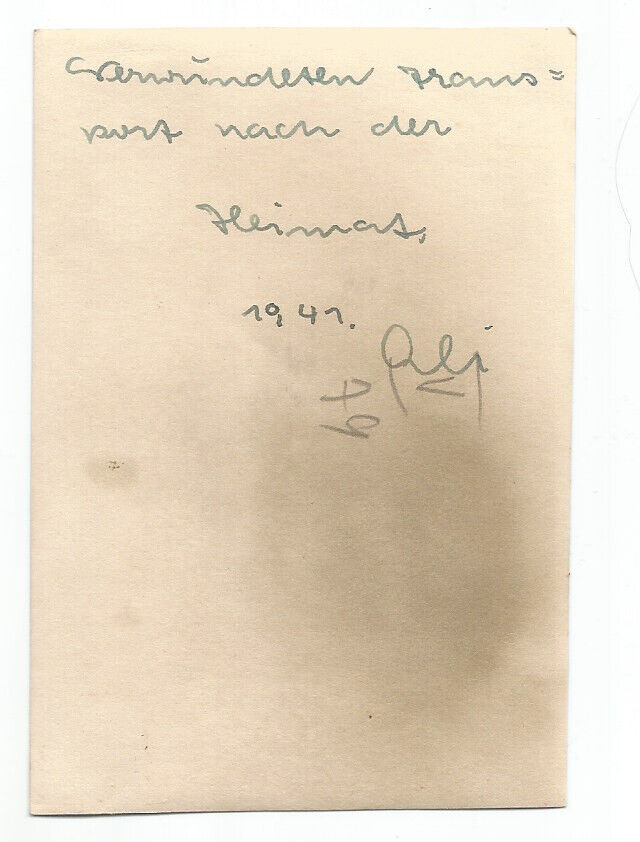 Verwundeten Trans=
port nach der
Heimat,
1941.